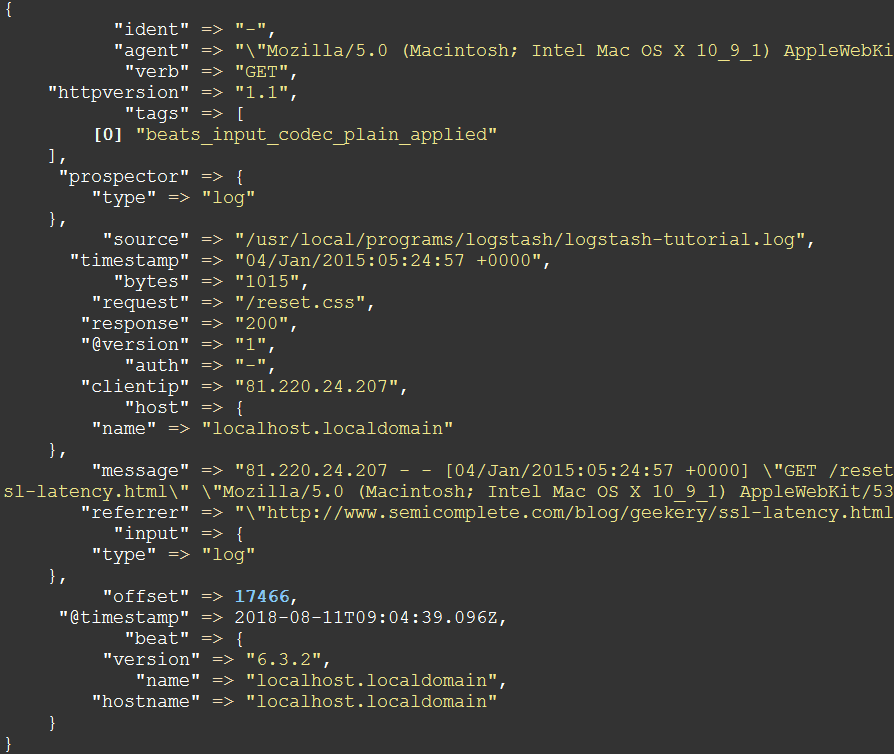 {
"ident" => "-",
"agent" => "\"Mozilla/5.0 (Macintosh; Intel Mac OS X 10_9_1) AppleWebKi
"verb" => "GET",
"httpversion" => "1.1",
"tags" => [
[0] "beats_input_codec_plain_applied"
],
"prospector" => {
"type" => "log"
},
"source" => "/usr/local/programs/logstash/logstash-tutorial.log",
"timestamp" => "04/Jan/2015:05:24:57 +0000",
"bytes" => "1015",
"request" => "/reset.css",
"response" => "200",
"@version" => "1",
"auth" => "-",
"clientip" => "81.220.24.207",
"host" => {
"name" => "localhost.localdomain"
},
"message" => "81.220.24.207 - - [04/Jan/2015:05:24:57 +0000] \"GET /reset
sl-latency.html\" \"Mozilla/5.0 (Macintosh; Intel Mac OS X 10_9_1) AppleWebKit/53
"referrer" => "\"http://www.semicomplete.com/blog/geekery/ssl-latency.html
"input" => {
"type" => "log"
},
"offset" => 17466,
"@timestamp" => 2018-08-11T09:04:39.096Z,
"beat" => {
"version" => "6.3.2",
"name" => "localhost.localdomain",
"hostname" => "localhost.localdomain"
}
}